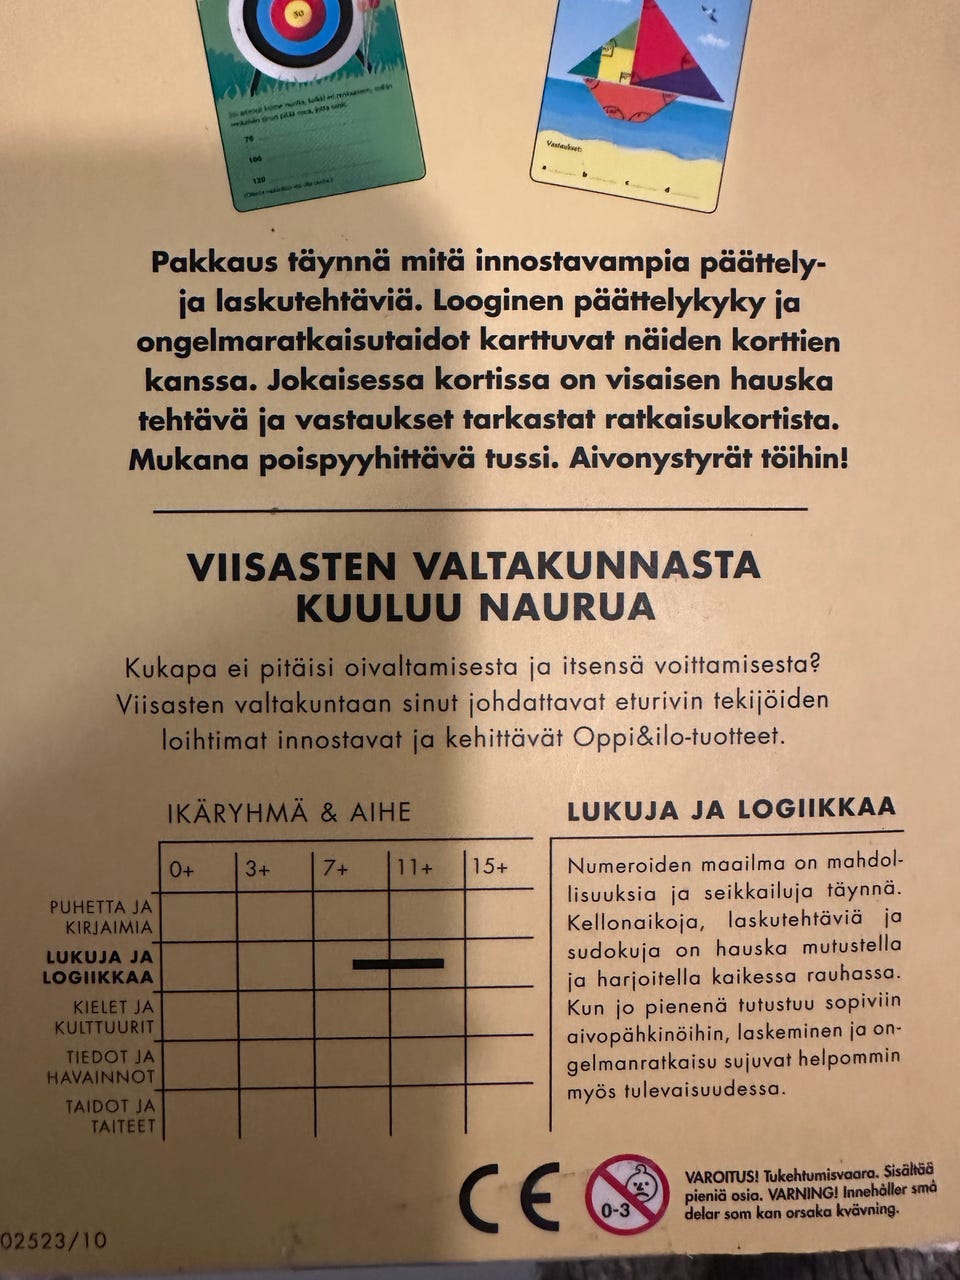 50
70
100
120
Vastaukset:
a b c d
Pakkaus täynnä mitä innostavampia päättely-
ja laskutehtäviä. Looginen päättelykyky ja
ongelmaratkaisutaidot karttuvat näiden korttien
kanssa. Jokaisessa kortissa on visaisen hauska
tehtävä ja vastaukset tarkastat ratkaisukortista.
Mukana poispyyhittävä tussi. Aivonystyrät töihin!
VIISASTEN VALTAKUNNASTA
KUULUU NAURUA
Kukapa ei pitäisi oivaltamisesta ja itsensä voittamisesta?
Viisasten valtakuntaan sinut johdattavat eturivin tekijöiden
loihtimat innostavat ja kehittävät Oppi&ilo-tuotteet.
IKÄRYHMÄ & AIHE
0+ 3+ 7+ 11+ 15+
PUHETTA JA
KIRJAIMIA
LUKUJA JA
LOGIIKKAA
KIELET JA
KULTTUURIT
TIEDOT JA
HAVAINNOT
TAIDOT JA
TAITEET
LUKUJA JA LOGIIKKAA
Numeroiden maailma on mahdol-
lisuuksia ja seikkailuja täynnä.
Kellonaikoja, laskutehtäviä ja
sudokuja on hauska mutustella
ja harjoitella kaikessa rauhassa.
Kun jo pienenä tutustuu sopiviin
aivopähkinöihin, laskeminen ja on-
gelmanratkaisu sujuvat helpommin
myös tulevaisuudessa.
CE
0-3
VAROITUS! Tukehtumisvaara. Sisältää
pieniä osia. VARNING! Innehåller små
delar som kan orsaka kvävning.
02523/10